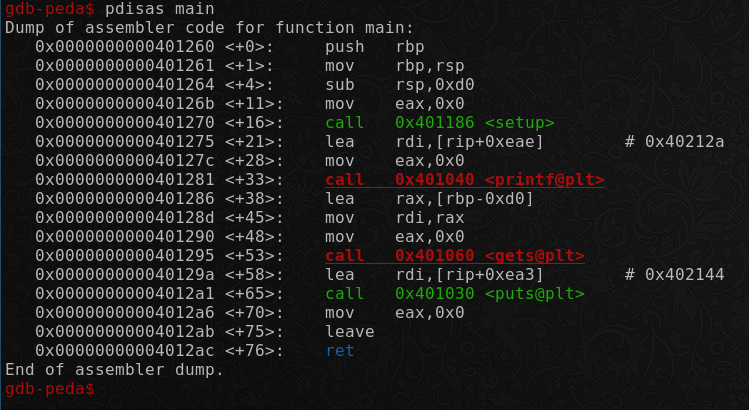 gdb-peda$ pdisas main
Dump of assembler code for function main:
   0x0000000000401260 <+0>:    push   rbp
   0x0000000000401261 <+1>:    mov    rbp,rsp
   0x0000000000401264 <+4>:    sub    rsp,0xd0
   0x000000000040126b <+11>:   mov    eax,0x0
   0x0000000000401270 <+16>:   call   0x401186 <setup>
   0x0000000000401275 <+21>:   lea    rdi,[rip+0xeae]        # 0x40212a
   0x000000000040127c <+28>:   mov    eax,0x0
   0x0000000000401281 <+33>:   call   0x401040 <printf@plt>
   0x0000000000401286 <+38>:   lea    rax,[rbp-0xd0]
   0x000000000040128d <+45>:   mov    rdi,rax
   0x0000000000401290 <+48>:   mov    eax,0x0
   0x0000000000401295 <+53>:   call   0x401060 <gets@plt>
   0x000000000040129a <+58>:   lea    rdi,[rip+0xea3]        # 0x402144
   0x00000000004012a1 <+65>:   call   0x401030 <puts@plt>
   0x00000000004012a6 <+70>:   mov    eax,0x0
   0x00000000004012ab <+75>:   leave
   0x00000000004012ac <+76>:   ret
End of assembler dump.
gdb-peda$